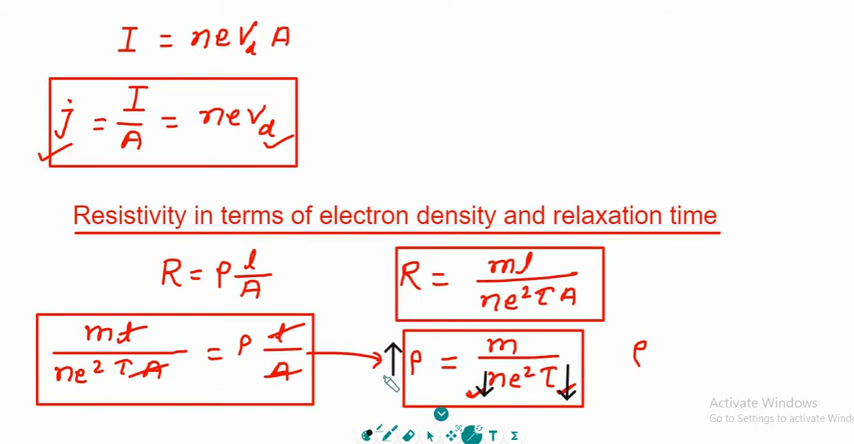 I = neV_d A
j = I/A = neV_d
Resistivity in terms of electron density and relaxation time
R = ρ l/A
R = ml/ne²τA
ml/ne²τA = ρ l/A
ρ = m/ne²τ
ρ
Activate Windows
Go to Settings to activate Window
T Σ